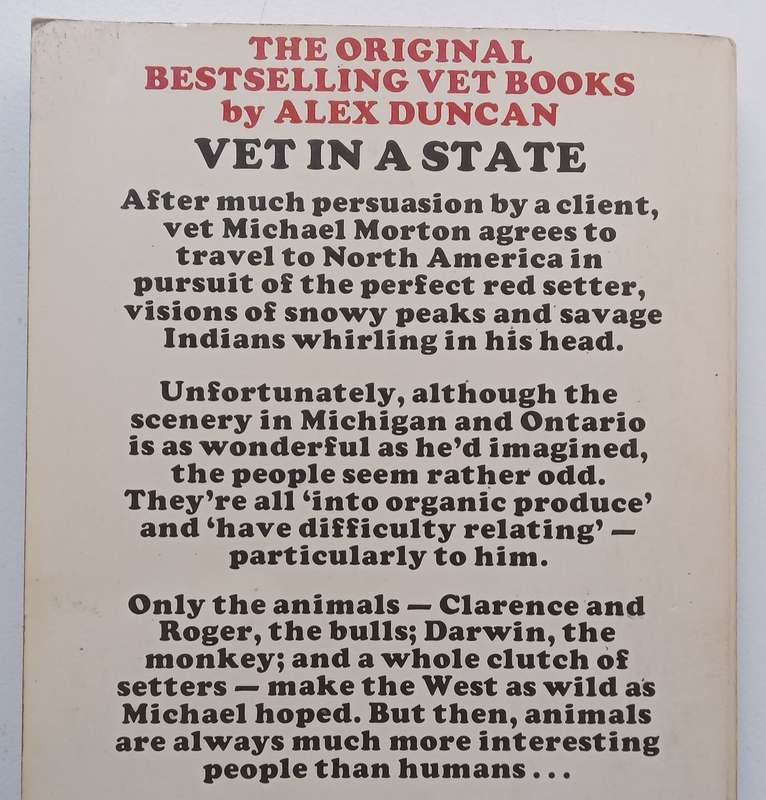 THE ORIGINAL
BESTSELLING VET BOOKS
by ALEX DUNCAN
VET IN A STATE
After much persuasion by a client,
vet Michael Morton agrees to
travel to North America in
pursuit of the perfect red setter,
visions of snowy peaks and savage
Indians whirling in his head.
Unfortunately, although the
scenery in Michigan and Ontario
is as wonderful as he'd imagined,
the people seem rather odd.
They're all ‘into organic produce’
and ‘have difficulty relating’ —
particularly to him.
Only the animals — Clarence and
Roger, the bulls; Darwin, the
monkey; and a whole clutch of
setters — make the West as wild as
Michael hoped. But then, animals
are always much more interesting
people than humans . . .